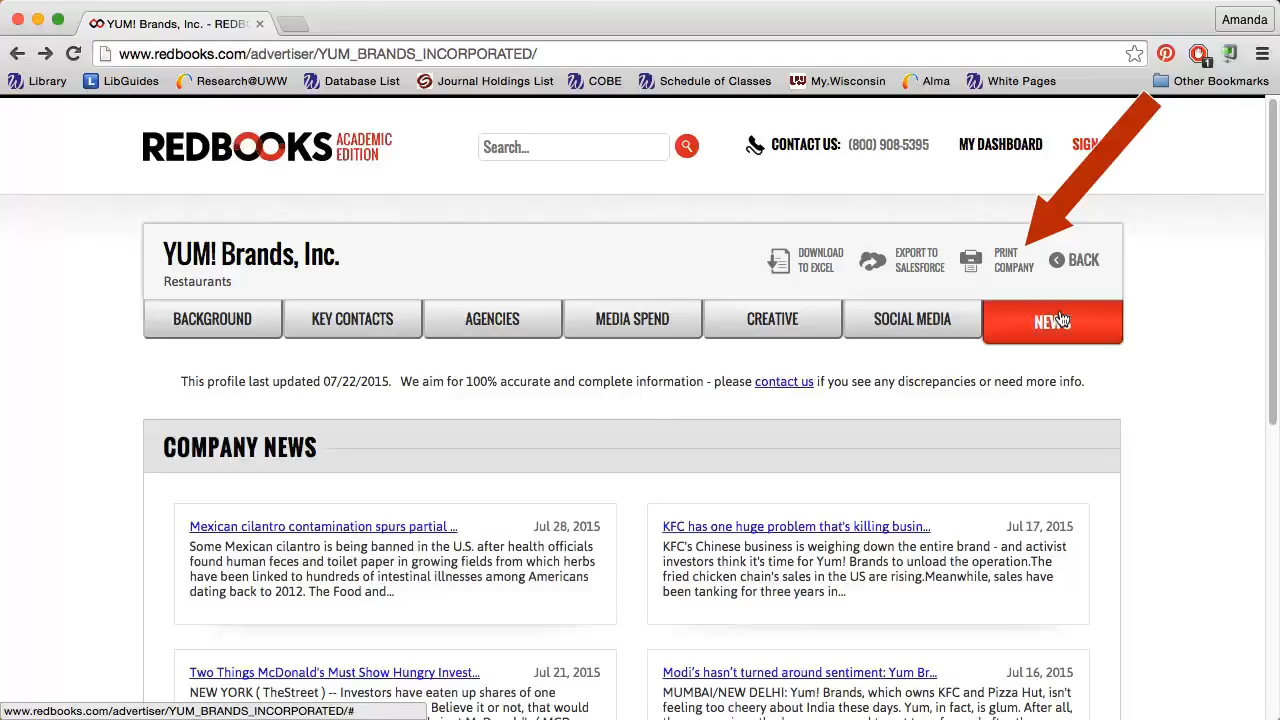 YUM! Brands, Inc. - REDB
Amanda
www.redbooks.com/advertiser/YUM_BRANDS_INCORPORATED/
1
Library LibGuides Research@UWW Database List Journal Holdings List COBE Schedule of Classes My.Wisconsin Alma White Pages Other Bookmarks
REDBOOKS ACADEMIC EDITION
Search...
CONTACT US: (800) 908-5395 MY DASHBOARD SIGN
YUM! Brands, Inc.
Restaurants
DOWNLOAD TO EXCEL
EXPORT TO SALESFORCE
PRINT COMPANY
BACK
BACKGROUND KEY CONTACTS AGENCIES MEDIA SPEND CREATIVE SOCIAL MEDIA NEWS
This profile last updated 07/22/2015. We aim for 100% accurate and complete information - please contact us if you see any discrepancies or need more info.
COMPANY NEWS
Mexican cilantro contamination spurs partial ... Jul 28, 2015
Some Mexican cilantro is being banned in the U.S. after health officials
found human feces and toilet paper in growing fields from which herbs
have been linked to hundreds of intestinal illnesses among Americans
dating back to 2012. The Food and...
KFC has one huge problem that's killing busin... Jul 17, 2015
KFC's Chinese business is weighing down the entire brand - and activist
investors think it's time for Yum! Brands to unload the operation.The
fried chicken chain's sales in the US are rising.Meanwhile, sales have
been tanking for three years in...
Two Things McDonald's Must Show Hungry Invest... Jul 21, 2015
NEW YORK ( TheStreet ) -- Investors have eaten up shares of one
Believe it or not, that would
Modi's hasn't turned around sentiment: Yum Br... Jul 16, 2015
MUMBAI/NEW DELHI: Yum! Brands, which owns KFC and Pizza Hut, isn't
feeling too cheery about India these days. Yum, in fact, is glum. After all,
www.redbooks.com/advertiser/YUM_BRANDS_INCORPORATED/#